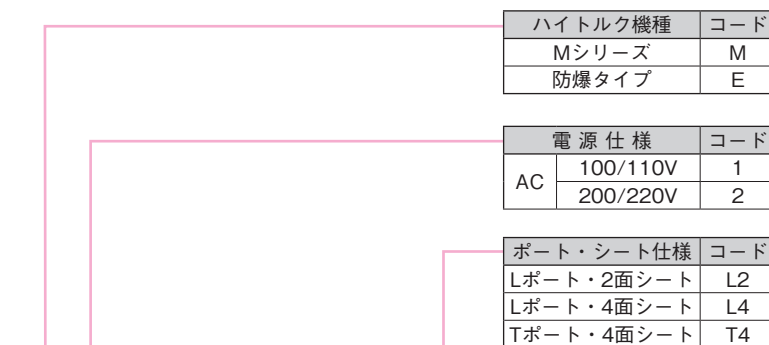 ハイトルク機種 コード
Mシリーズ M
防爆タイプ E
電源仕様 コード
AC 100/110V 1
200/220V 2
ポート・シート仕様 コード
Lポート・2面シート L2
Lポート・4面シート L4
Tポート・4面シート T4